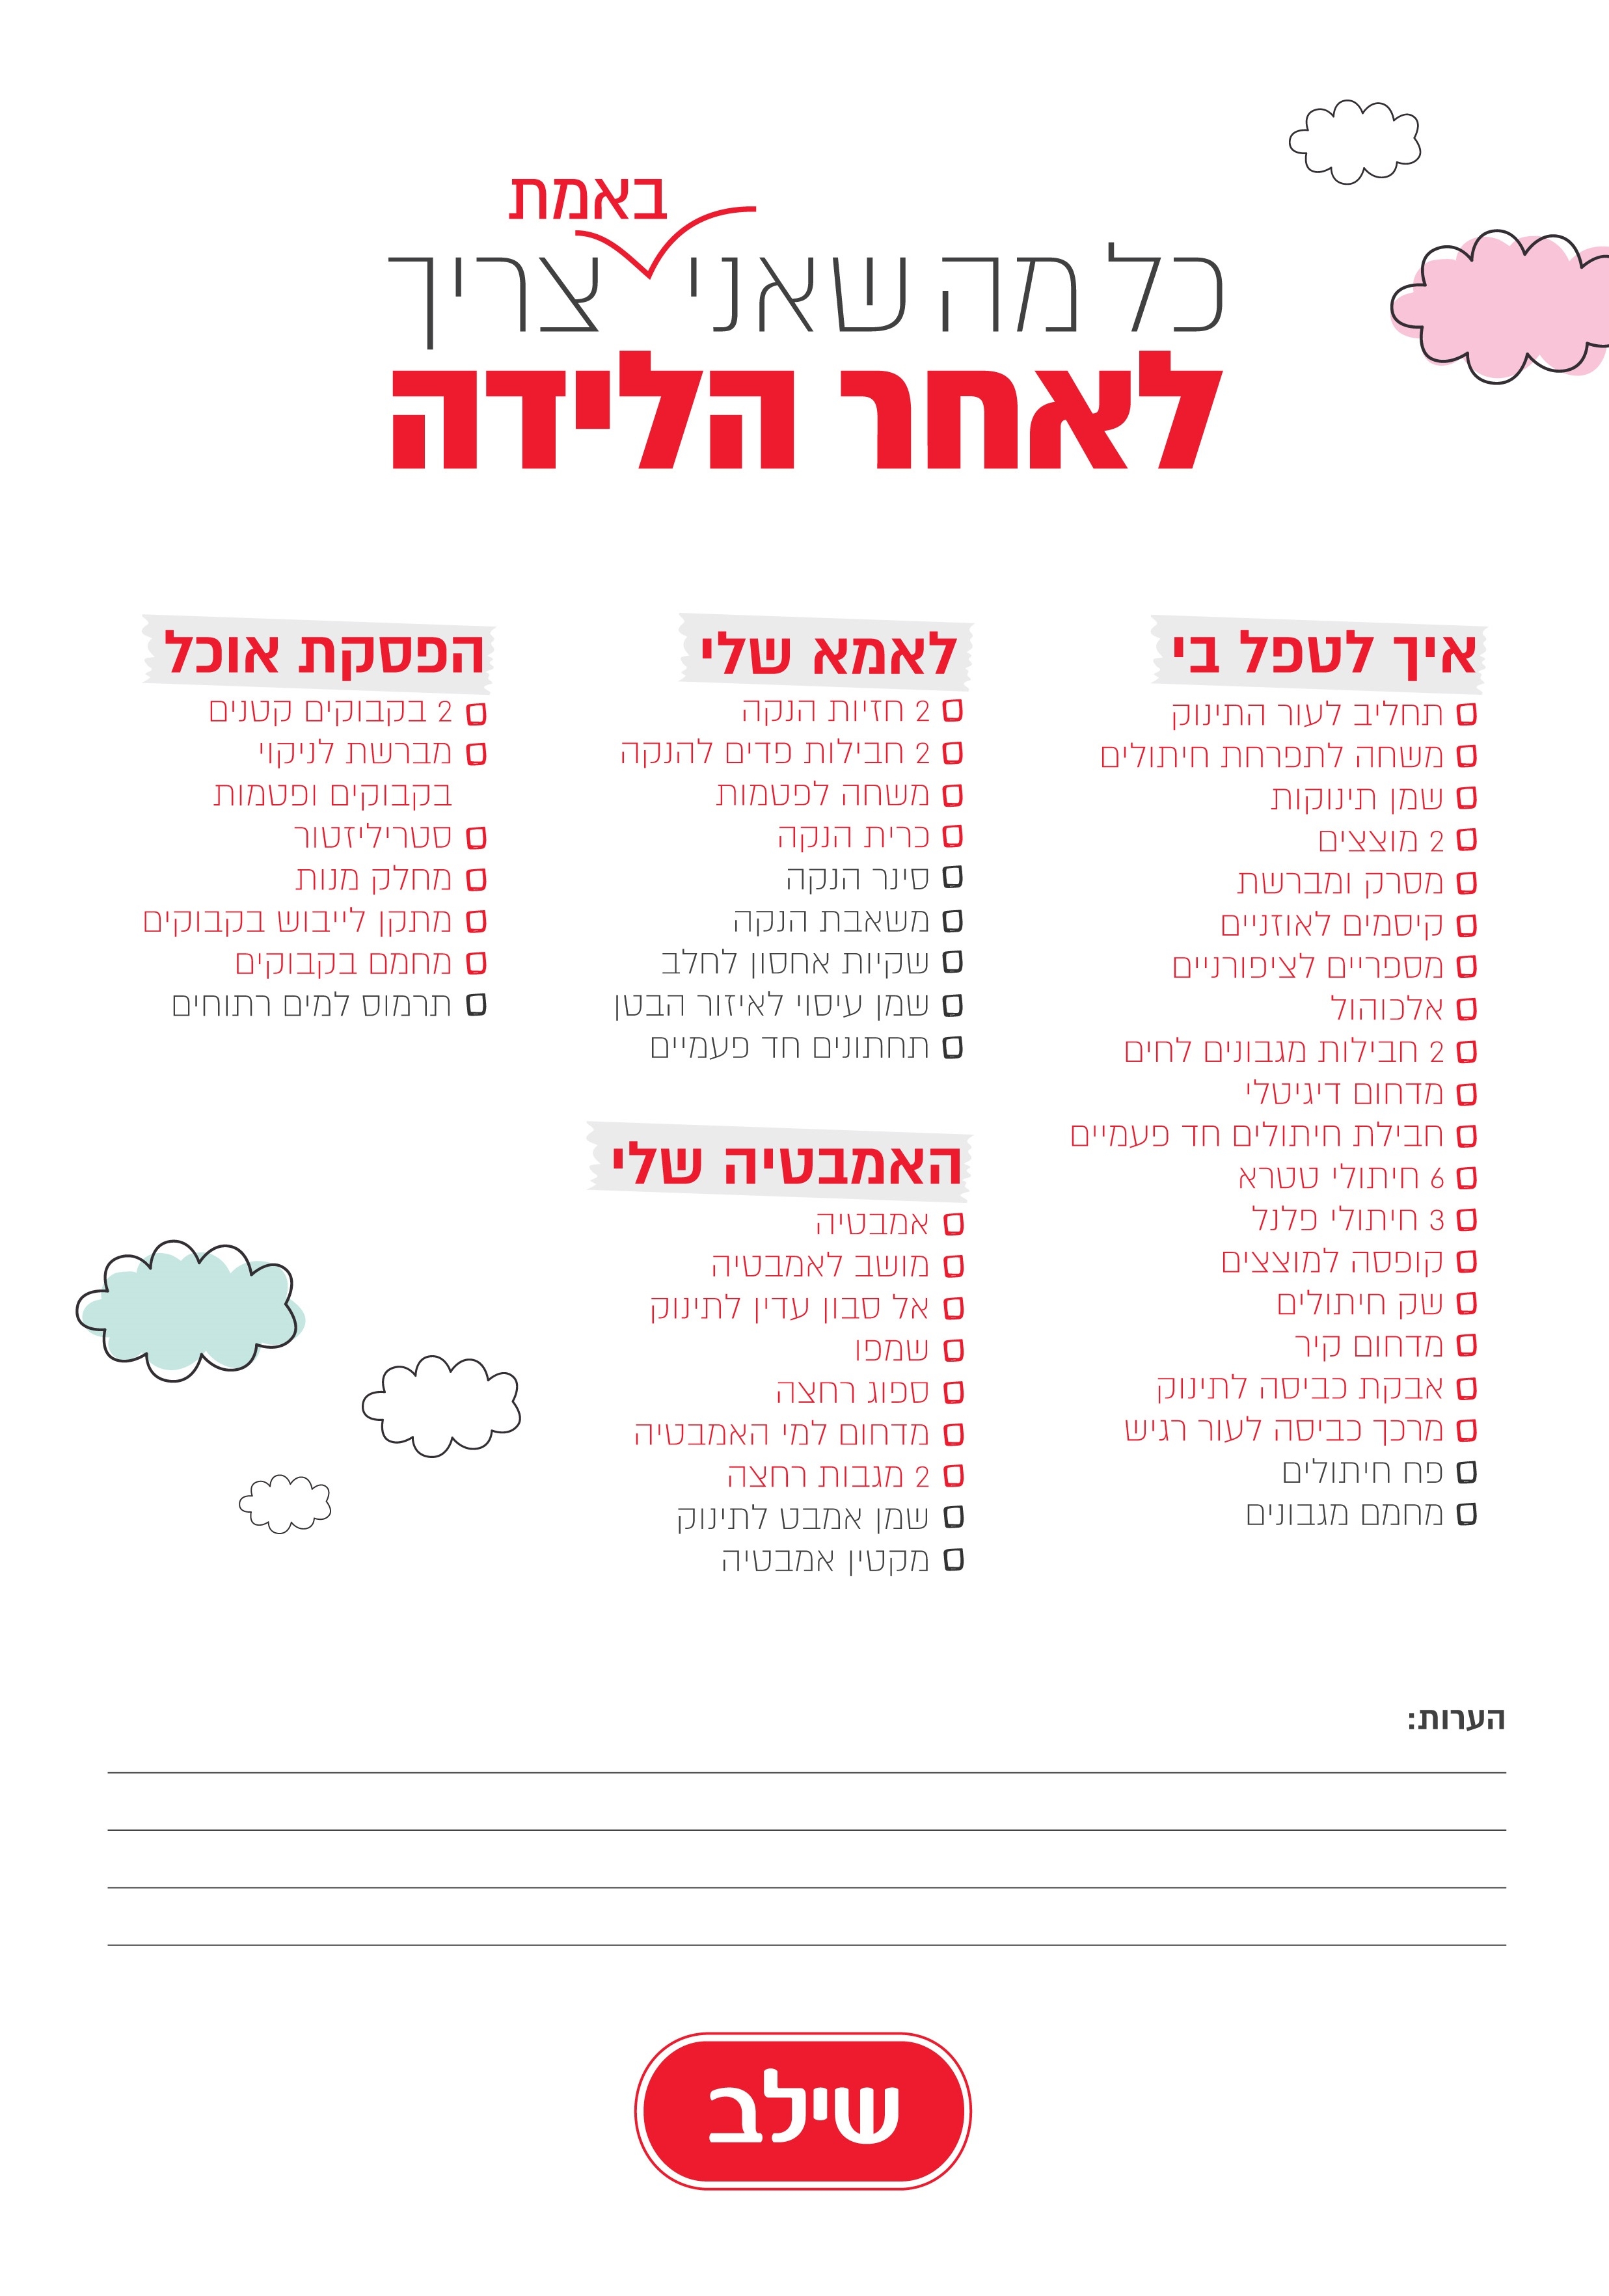 באמת
כל מה שאני צריך
לאחר הלידה
איך לטפל בי
תחליב לעור התינוק
משחה לתפרחת חיתולים
שמן תינוקות
2 מוצצים
מסרק ומברשת
קיסמים לאוזניים
מספריים לציפורניים
אלכוהול
2 חבילות מגבונים לחים
מדחום דיגיטלי
חבילת חיתולים חד פעמיים
6 חיתולי טטרא
3 חיתולי פלנל
קופסה למוצצים
שק חיתולים
מדחום קיר
אבקת כביסה לתינוק
מרכך כביסה לעור רגיש
פח חיתולים
מחמם מגבונים
לאמא שלי
2 חזיות הנקה
2 חבילות פדים להנקה
משחה לפטמות
כרית הנקה
סינר הנקה
משאבת הנקה
שקיות אחסון לחלב
שמן עיסוי לאיזור הבטן
תחתונים חד פעמיים
האמבטיה שלי
אמבטיה
מושב לאמבטיה
אל סבון עדין לתינוק
שמפו
ספוג רחצה
מדחום למי האמבטיה
2 מגבות רחצה
שמן אמבט לתינוק
מקטין אמבטיה
הפסקת אוכל
2 בקבוקים קטנים
מברשת לניקוי
בקבוקים ופטמות
סטריליזטור
מחלק מנות
מתקן לייבוש בקבוקים
מחמם בקבוקים
תרמוס למים רתוחים
הערות:
שילב